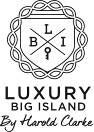 L
B I
LUXURY
BIG ISLAND
By Harold Clarke